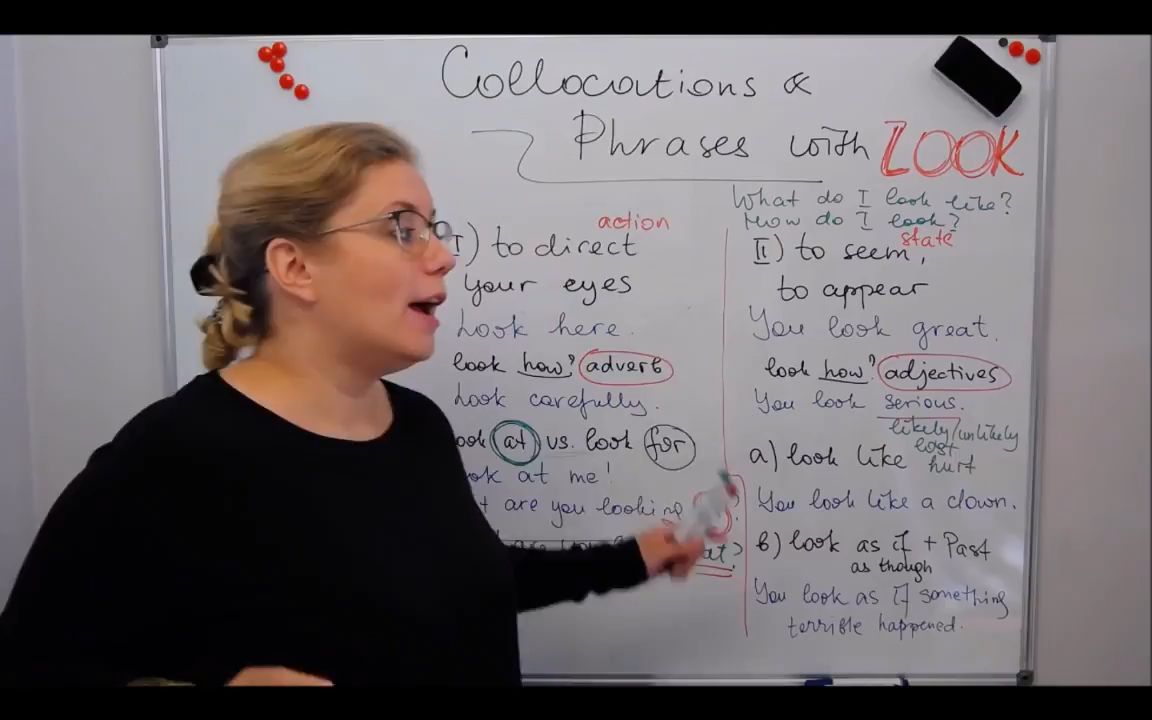 Collocations &
Phrases with LOOK
action
I) to direct
your eyes
Look here.
look how? adverb
Look carefully.
look at vs. look for
look at me!
are you looking
at?
What do I look like?
How do I look?
state
II) to seem,
to appear
You look great.
look how? adjectives
You look serious.
likely/unlikely
lost
hurt
a) look like
You look like a clown.
b) look as if + Past
as though
You look as if something
terrible happened.